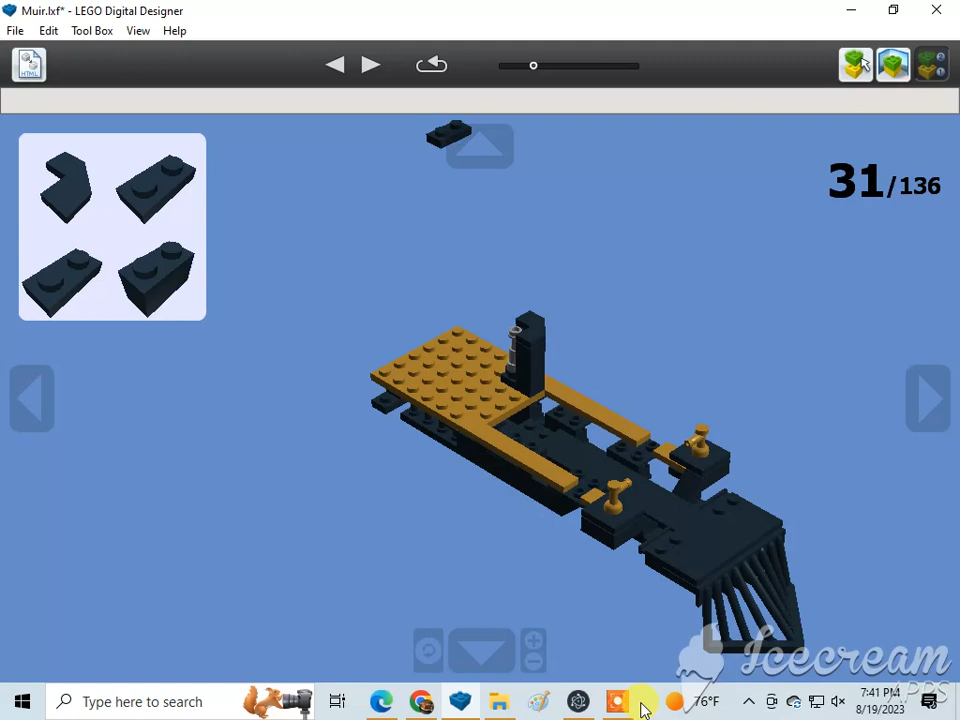 Muir.lxf* - LEGO Digital Designer
File Edit Tool Box View Help
HTML
31/136
Icecream
APPS
Type here to search
76°F
7:41 PM
8/19/2023